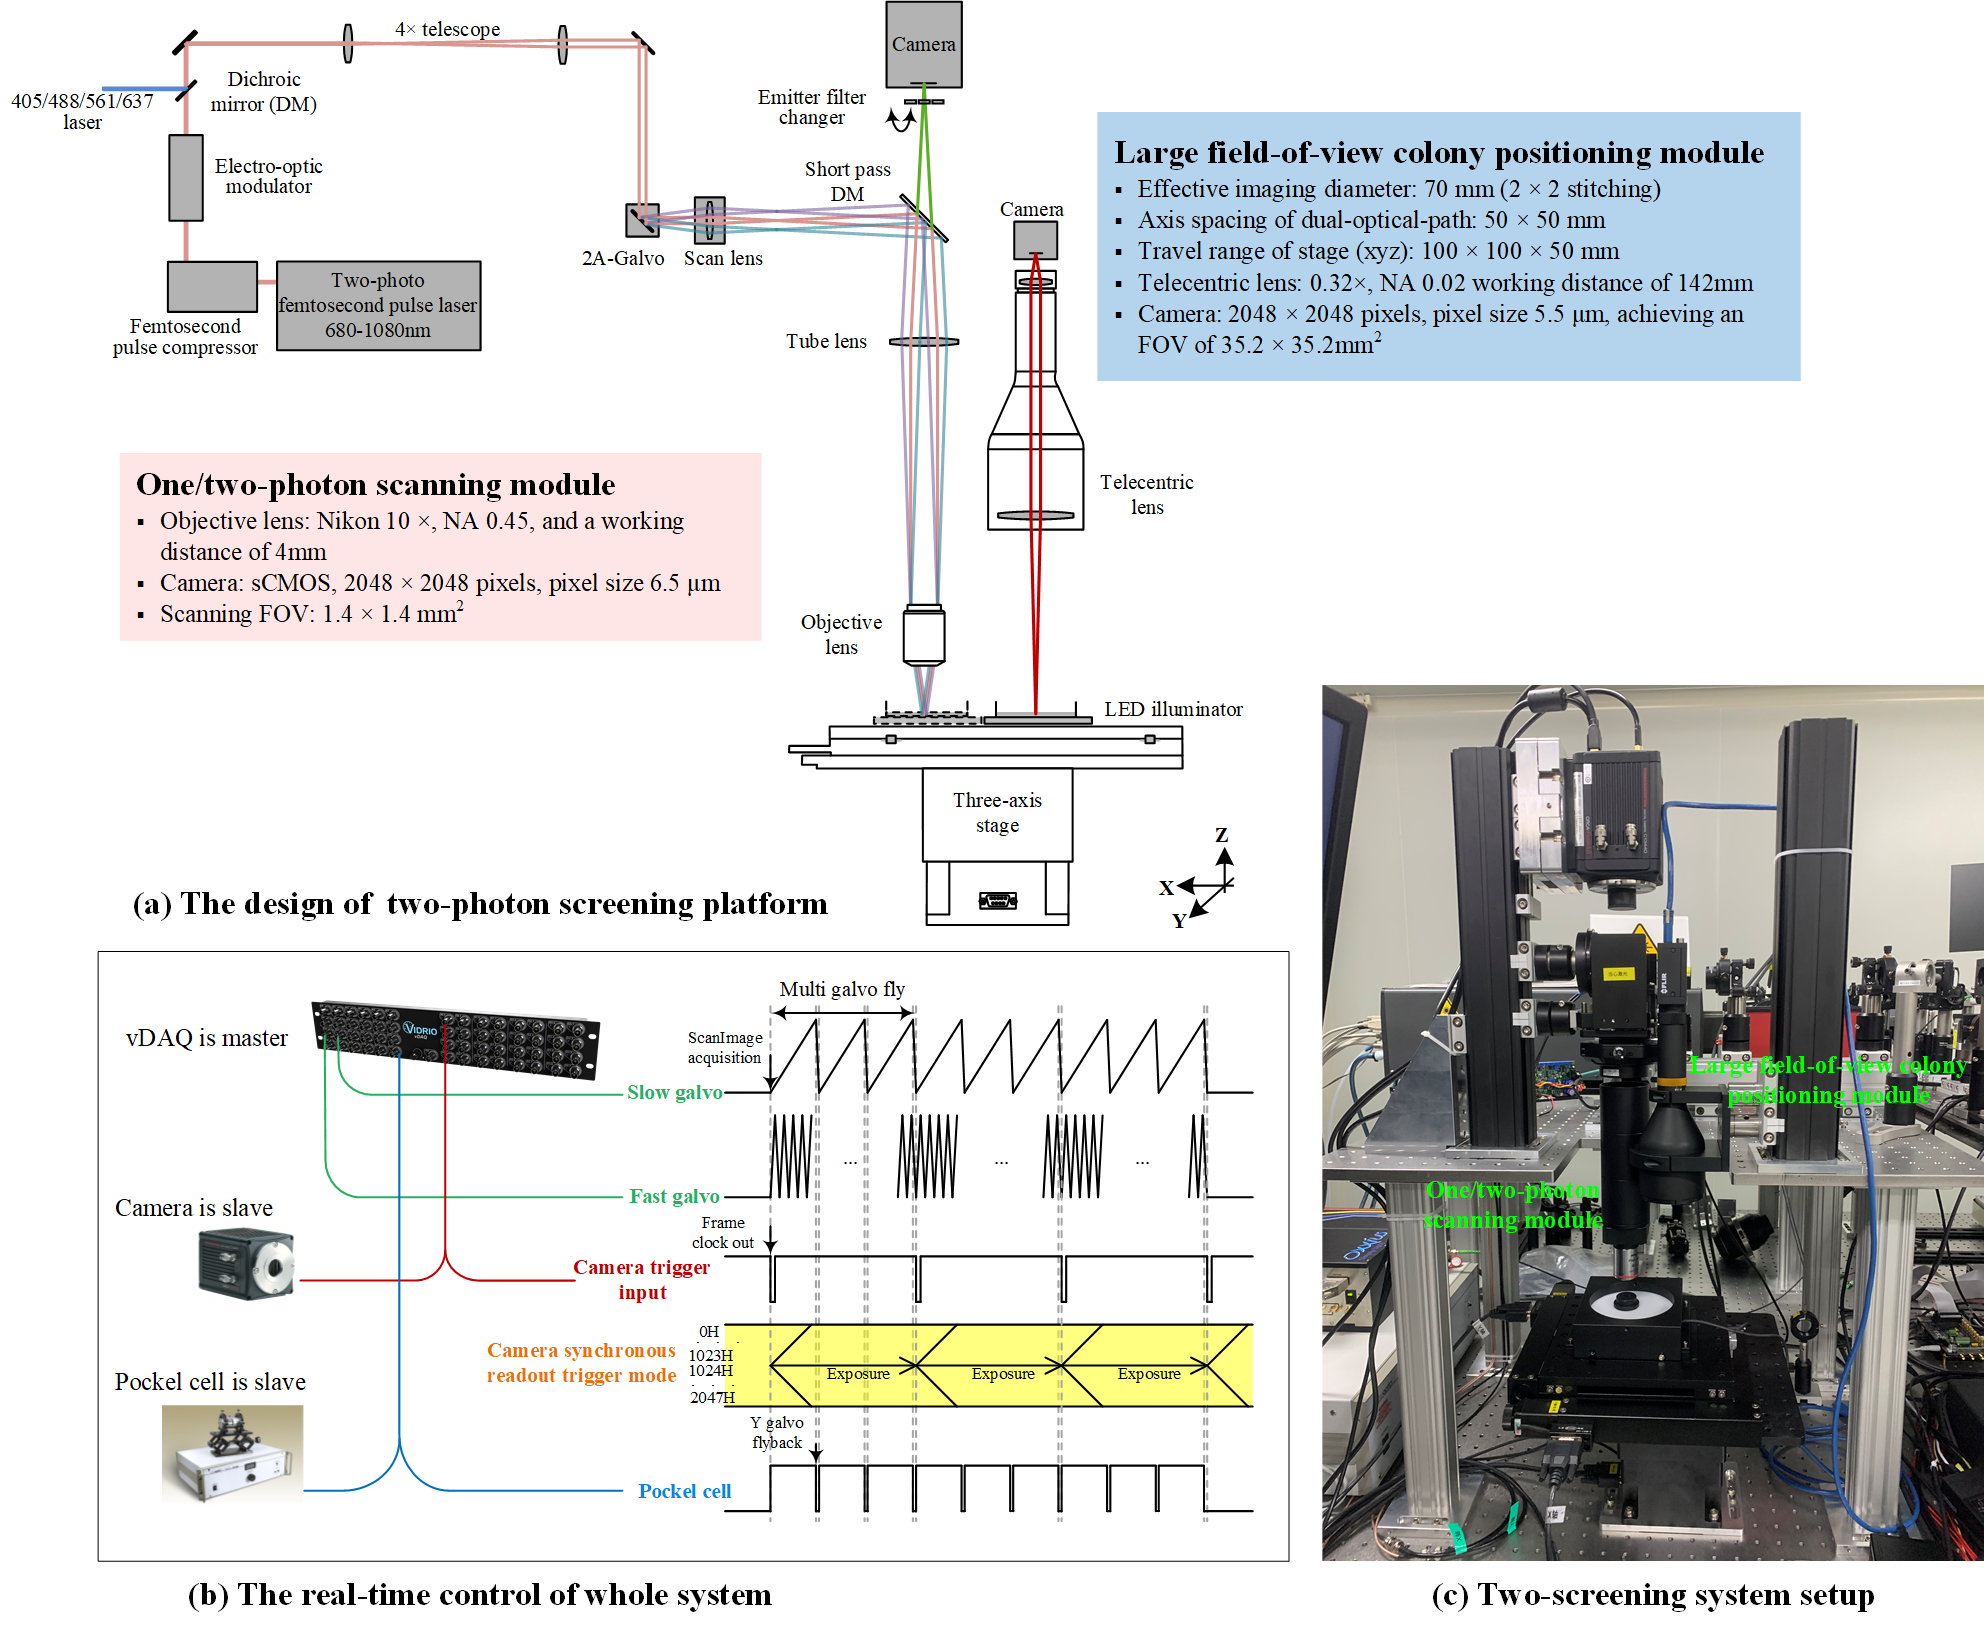 4× telescope
Camera
405/488/561/637
laser
Dichroic
mirror (DM)
Emitter filter
changer
Electro-optic
modulator
Short pass
DM
Camera
2A-Galvo
Scan lens
Two-photo
femtosecond pulse laser
680-1080nm
Femtosecond
pulse compressor
Tube lens
Large field-of-view colony positioning module
▪ Effective imaging diameter: 70 mm (2 × 2 stitching)
▪ Axis spacing of dual-optical-path: 50 × 50 mm
▪ Travel range of stage (xyz): 100 × 100 × 50 mm
▪ Telecentric lens: 0.32×, NA 0.02 working distance of 142mm
▪ Camera: 2048 × 2048 pixels, pixel size 5.5 μm, achieving an
FOV of 35.2 × 35.2mm²
One/two-photon scanning module
▪ Objective lens: Nikon 10 ×, NA 0.45, and a working
distance of 4mm
▪ Camera: sCMOS, 2048 × 2048 pixels, pixel size 6.5 μm
▪ Scanning FOV: 1.4 × 1.4 mm²
Telecentric
lens
Objective
lens
LED illuminator
Three-axis
stage
Z
X
Y
(a) The design of two-photon screening platform
vDAQ is master
VIDRIO
vDAQ
Multi galvo fly
ScanImage
acquisition
Slow galvo
... ... ...
Fast galvo
Camera is slave
Frame
clock out
Camera trigger
input
Camera synchronous
readout trigger mode
0H
1023H
1024H
2047H
Exposure Exposure Exposure
Pockel cell is slave
Y galvo
flyback
Pockel cell
(b) The real-time control of whole system
FLIR
Large field-of-view colony
positioning module
One/two-photon
scanning module
(c) Two-screening system setup